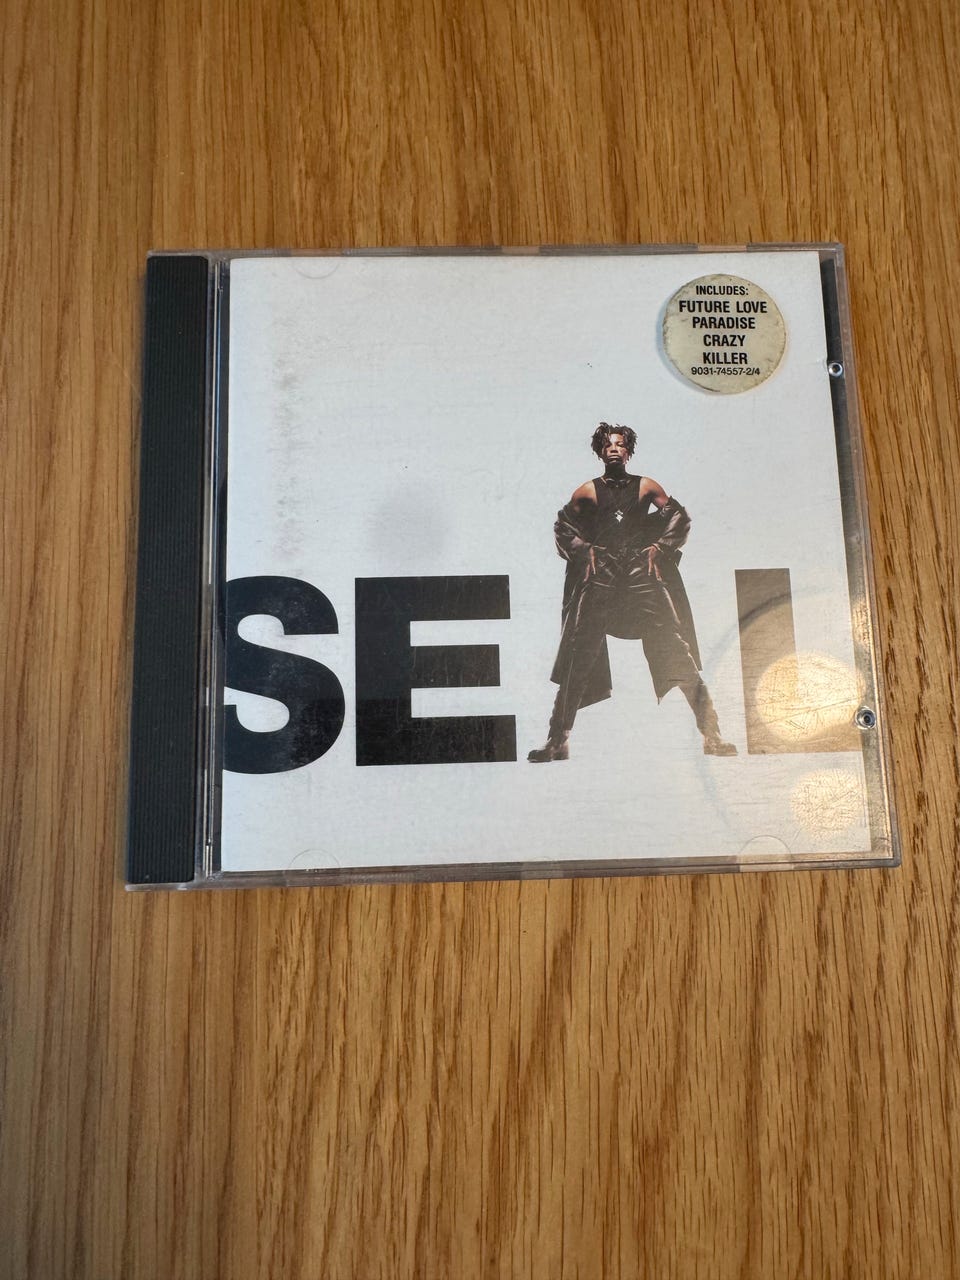 INCLUDES:
FUTURE LOVE
PARADISE
CRAZY
KILLER
9031-74557-2/4
SEAL